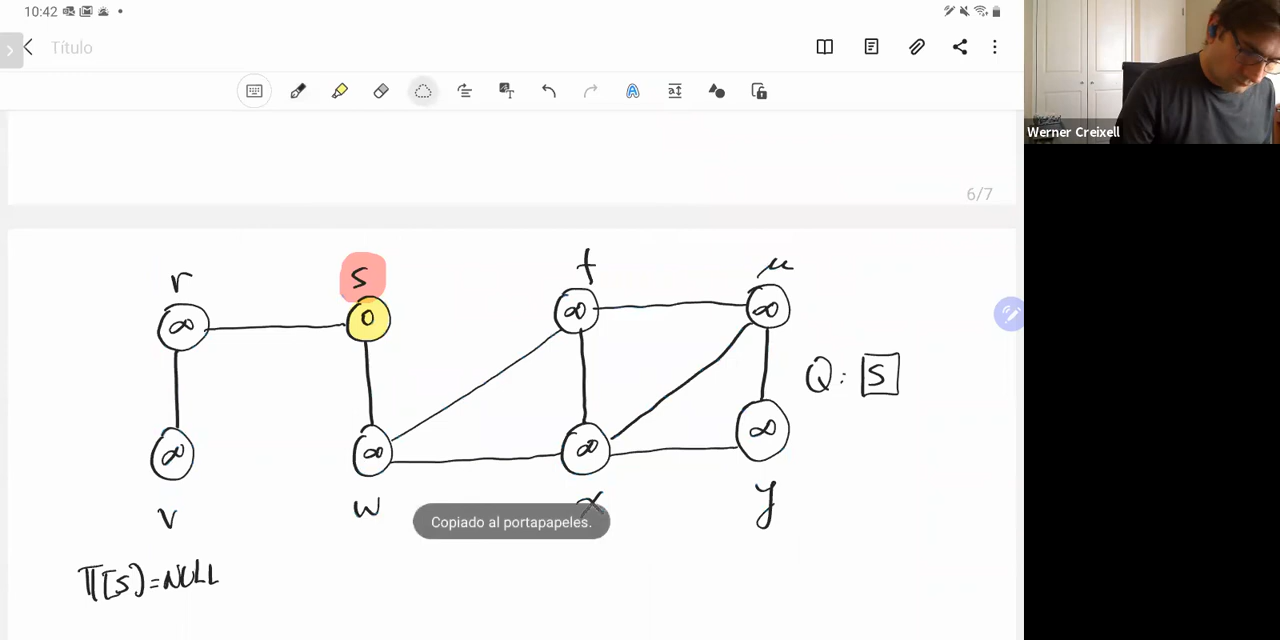 10:42
Título
Werner Creixell
6/7
r s t u
∞ 0 ∞ ∞
Q: S
∞ ∞ ∞ ∞
v w x y
Copiado al portapapeles.
π[s]=NULL